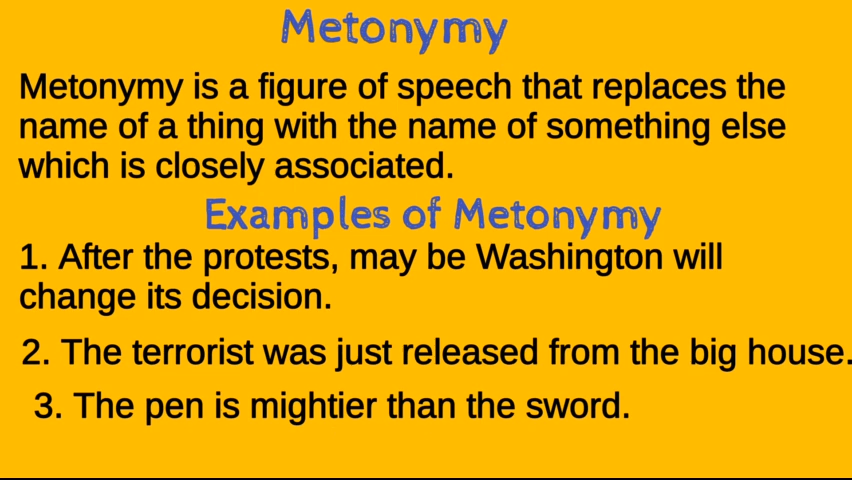 Metonymy
Metonymy is a figure of speech that replaces the
name of a thing with the name of something else
which is closely associated.
Examples of Metonymy
1. After the protests, may be Washington will
change its decision.
2. The terrorist was just released from the big house.
3. The pen is mightier than the sword.